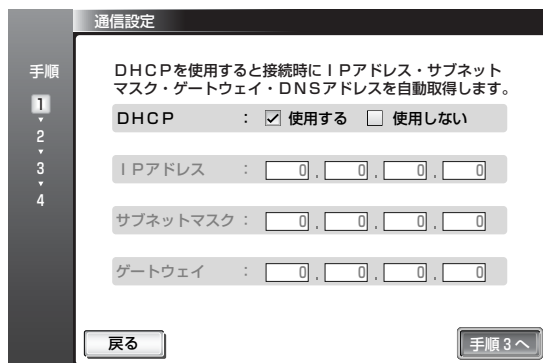 通信設定
手順
1
2
3
4
DHCPを使用すると接続時にIPアドレス・サブネット
マスク・ゲートウェイ・DNSアドレスを自動取得します。
DHCP : 使用する 使用しない
IPアドレス : 0 . 0 . 0 . 0
サブネットマスク : 0 . 0 . 0 . 0
ゲートウェイ : 0 . 0 . 0 . 0
戻る
手順3へ